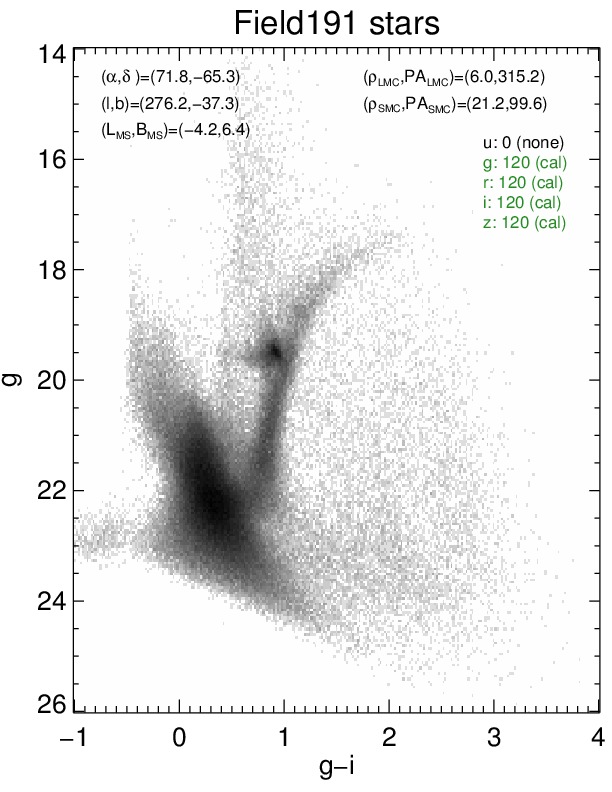 Field191 stars
(α,δ)=(71.8,−65.3)
(l,b)=(276.2,−37.3)
(LMS,BMS)=(−4.2,6.4)
(ρLMC,PALMC)=(6.0,315.2)
(ρSMC,PASMC)=(21.2,99.6)
u: 0 (none)
g: 120 (cal)
r: 120 (cal)
i: 120 (cal)
z: 120 (cal)
14
16
18
20
22
24
26
g
−1 0 1 2 3 4
g−i